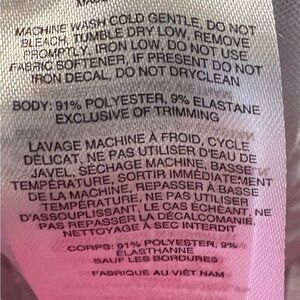 MADE
MACHINE WASH COLD GENTLE, DO NOT
BLEACH, TUMBLE DRY LOW, REMOVE
PROMPTLY, IRON LOW, DO NOT USE
FABRIC SOFTENER, IF PRESENT DO NOT
IRON DECAL, DO NOT DRYCLEAN
BODY: 91% POLYESTER, 9% ELASTANE
EXCLUSIVE OF TRIMMING
LAVAGE MACHINE À FROID, CYCLE
DÉLICAT, NE PAS UTILISER D'EAU DE
JAVEL, SÉCHAGE MACHINE, BASSE
TEMPÉRATURE, SORTIR IMMÉDIATEMENT
DE LA MACHINE, REPASSER À BASSE
TEMPÉRATURE, NE PAS UTILISER
D'ASSOUPLISSANT, LE CAS ÉCHÉANT, NE
PAS REPASSER LA DÉCALCOMANIE,
NETTOYAGE À SEC INTERDIT
CORPS: 91% POLYESTER, 9%
ÉLASTHANNE
SAUF LES BORDURES
FABRIQUÉ AU VIÊT NAM